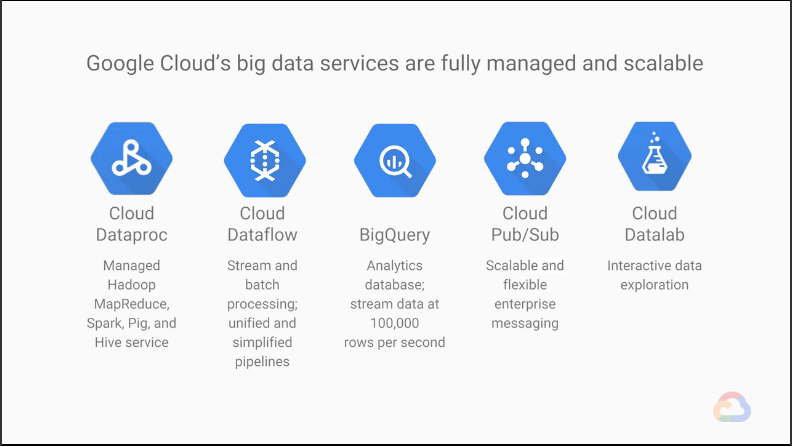 Google Cloud's big data services are fully managed and scalable
Cloud
Dataproc
Managed
Hadoop
MapReduce,
Spark, Pig, and
Hive service
Cloud
Dataflow
Stream and
batch
processing;
unified and
simplified
pipelines
BigQuery
Analytics
database;
stream data at
100,000
rows per second
Cloud
Pub/Sub
Scalable and
flexible
enterprise
messaging
Cloud
Datalab
Interactive data
exploration